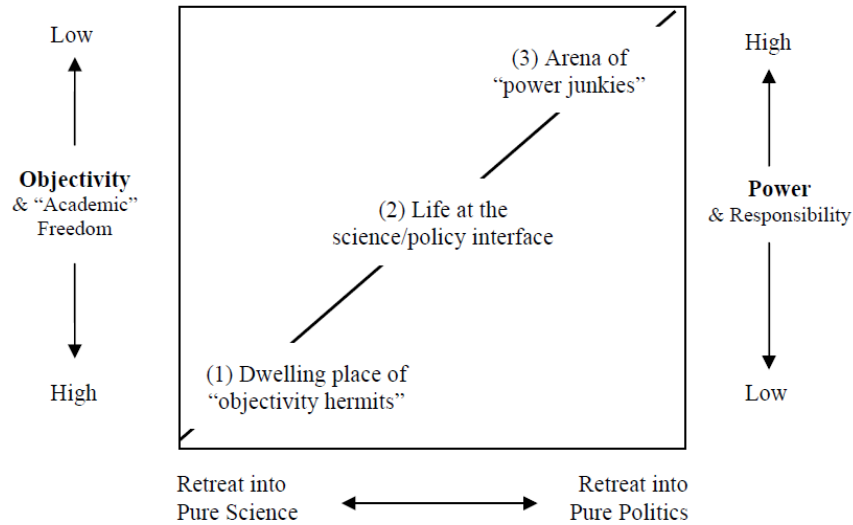 Low
High
(3) Arena of
“power junkies”
Objectivity
& “Academic”
Freedom
Power
& Responsibility
(2) Life at the
science/policy interface
(1) Dwelling place of
“objectivity hermits”
High
Low
Retreat into
Pure Science
Retreat into
Pure Politics